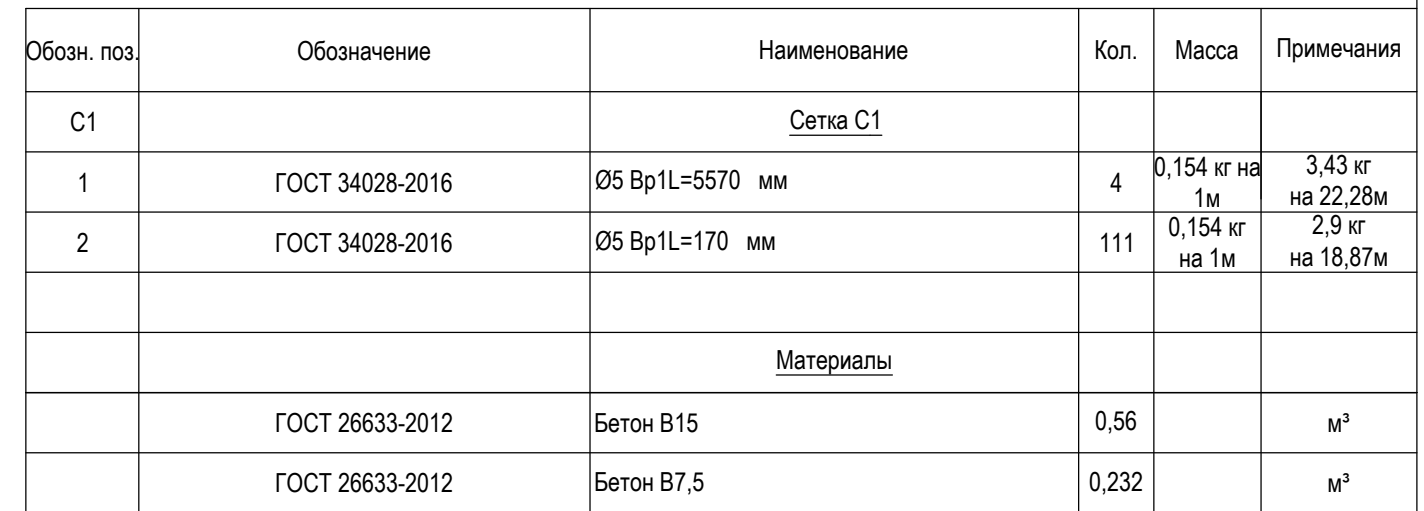 Обозн. поз. Обозначение Наименование Кол. Масса Примечания
С1 Сетка С1
1 ГОСТ 34028-2016 Ø5 Вр1L=5570 мм 4 0,154 кг на 1м 3,43 кг на 22,28м
2 ГОСТ 34028-2016 Ø5 Вр1L=170 мм 111 0,154 кг на 1м 2,9 кг на 18,87м
Материалы
ГОСТ 26633-2012 Бетон В15 0,56 м³
ГОСТ 26633-2012 Бетон В7,5 0,232 м³